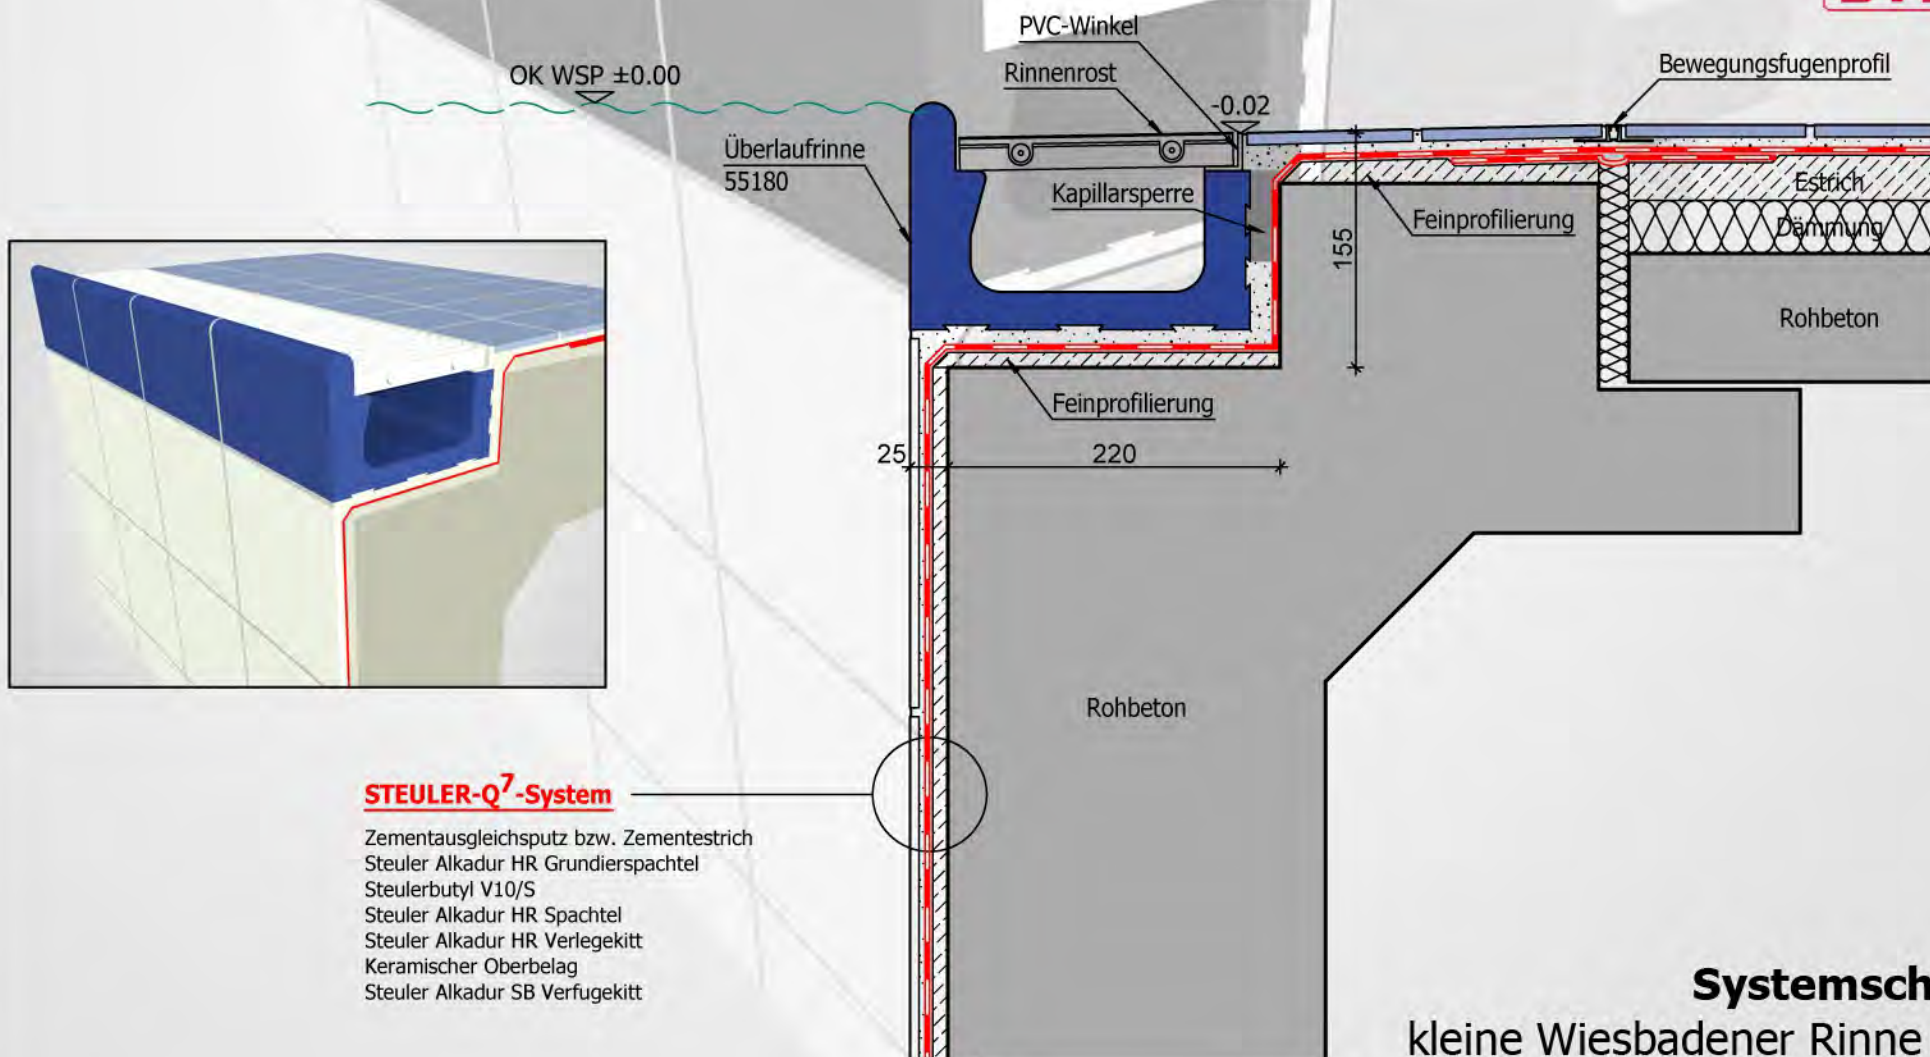 PVC-Winkel
Rinnenrost
OK WSP ±0.00
-0.02
Bewegungsfugenprofil
Überlaufrinne
55180
Kapillarsperre
155
Feinprofilierung
Estrich
Dämmung
Rohbeton
Feinprofilierung
25
220
Rohbeton
STEULER-Q⁷-System
Zementausgleichsputz bzw. Zementestrich
Steuler Alkadur HR Grundierspachtel
Steulerbutyl V10/S
Steuler Alkadur HR Spachtel
Steuler Alkadur HR Verlegekitt
Keramischer Oberbelag
Steuler Alkadur SB Verfugekitt
Systemsch
kleine Wiesbadener Rinne